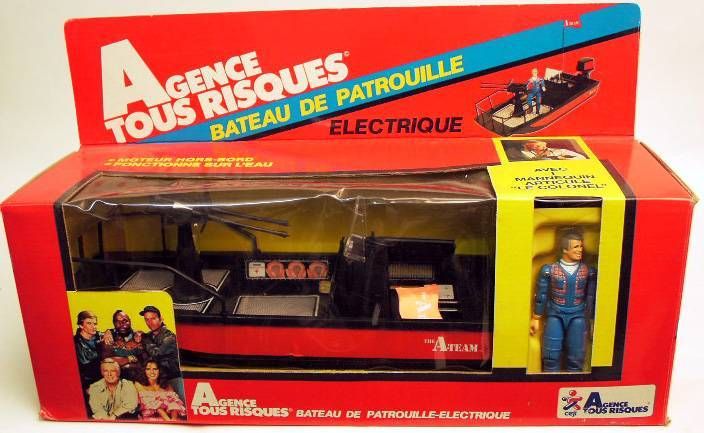 AGENCE
TOUS RISQUES©
BATEAU DE PATROUILLE
ELECTRIQUE
MOTEUR HORS-BORD
FONCTIONNE SUR L'EAU
AVEC
1
MANNEQUIN
ARTICULE
"LE COLONEL"
THE A-TEAM
AGENCE
TOUS RISQUES© BATEAU DE PATROUILLE-ELECTRIQUE
ceji
AGENCE
TOUS RISQUES©